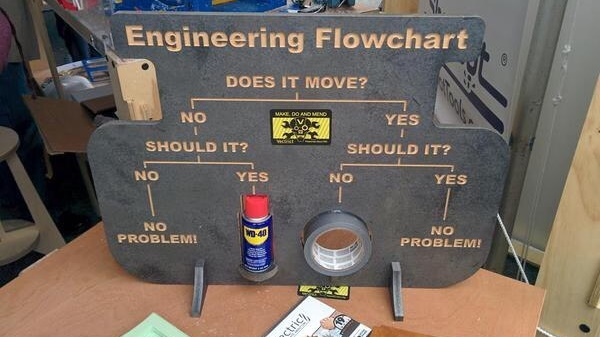 Engineering Flowchart
DOES IT MOVE?
NO
YES
MAKE, DO AND MEND
Vectric
SHOULD IT?
SHOULD IT?
NO
YES
NO
YES
WD-40
NO
PROBLEM!
NO
PROBLEM!